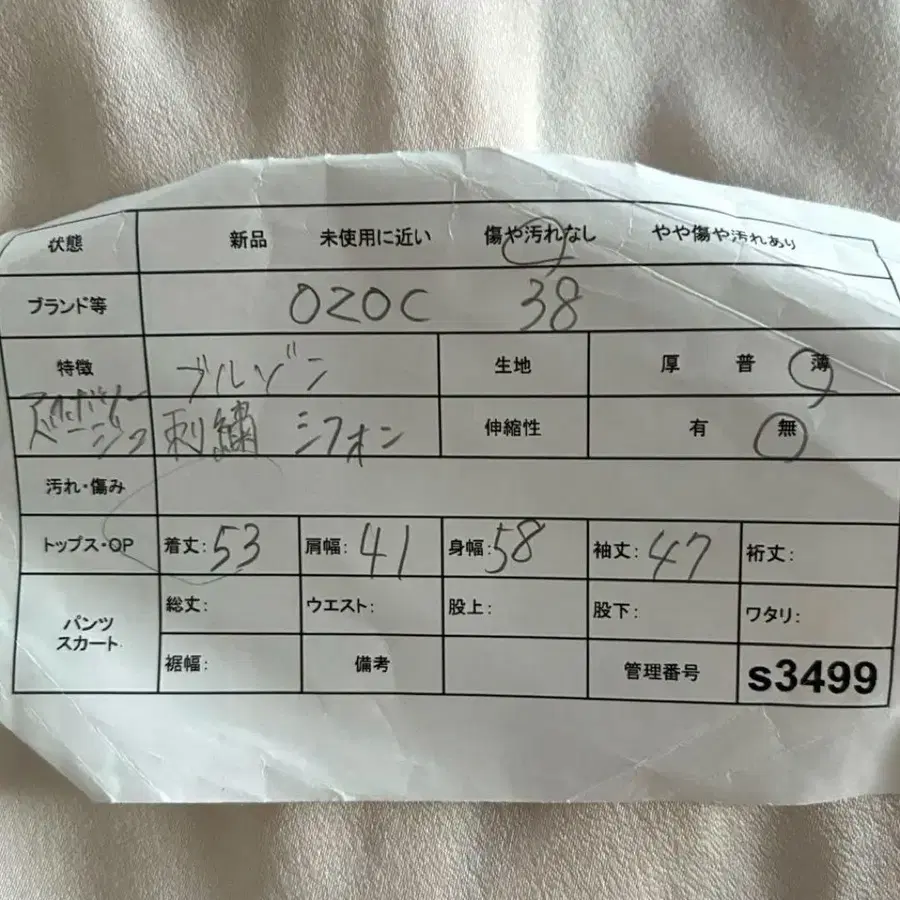 状態 新品 未使用に近い 傷や汚れなし やや傷や汚れあり
ブランド等 OZOC 38
特徴 ブルゾン 生地 厚 普 薄
ベージュ 刺繍 シフォン 伸縮性 有 無
汚れ・傷み
トップス・OP 着丈:53 肩幅:41 身幅:58 袖丈:47 裄丈:
パンツ スカート 総丈: ウエスト: 股上: 股下: ワタリ:
裾幅: 備考 管理番号 s3499